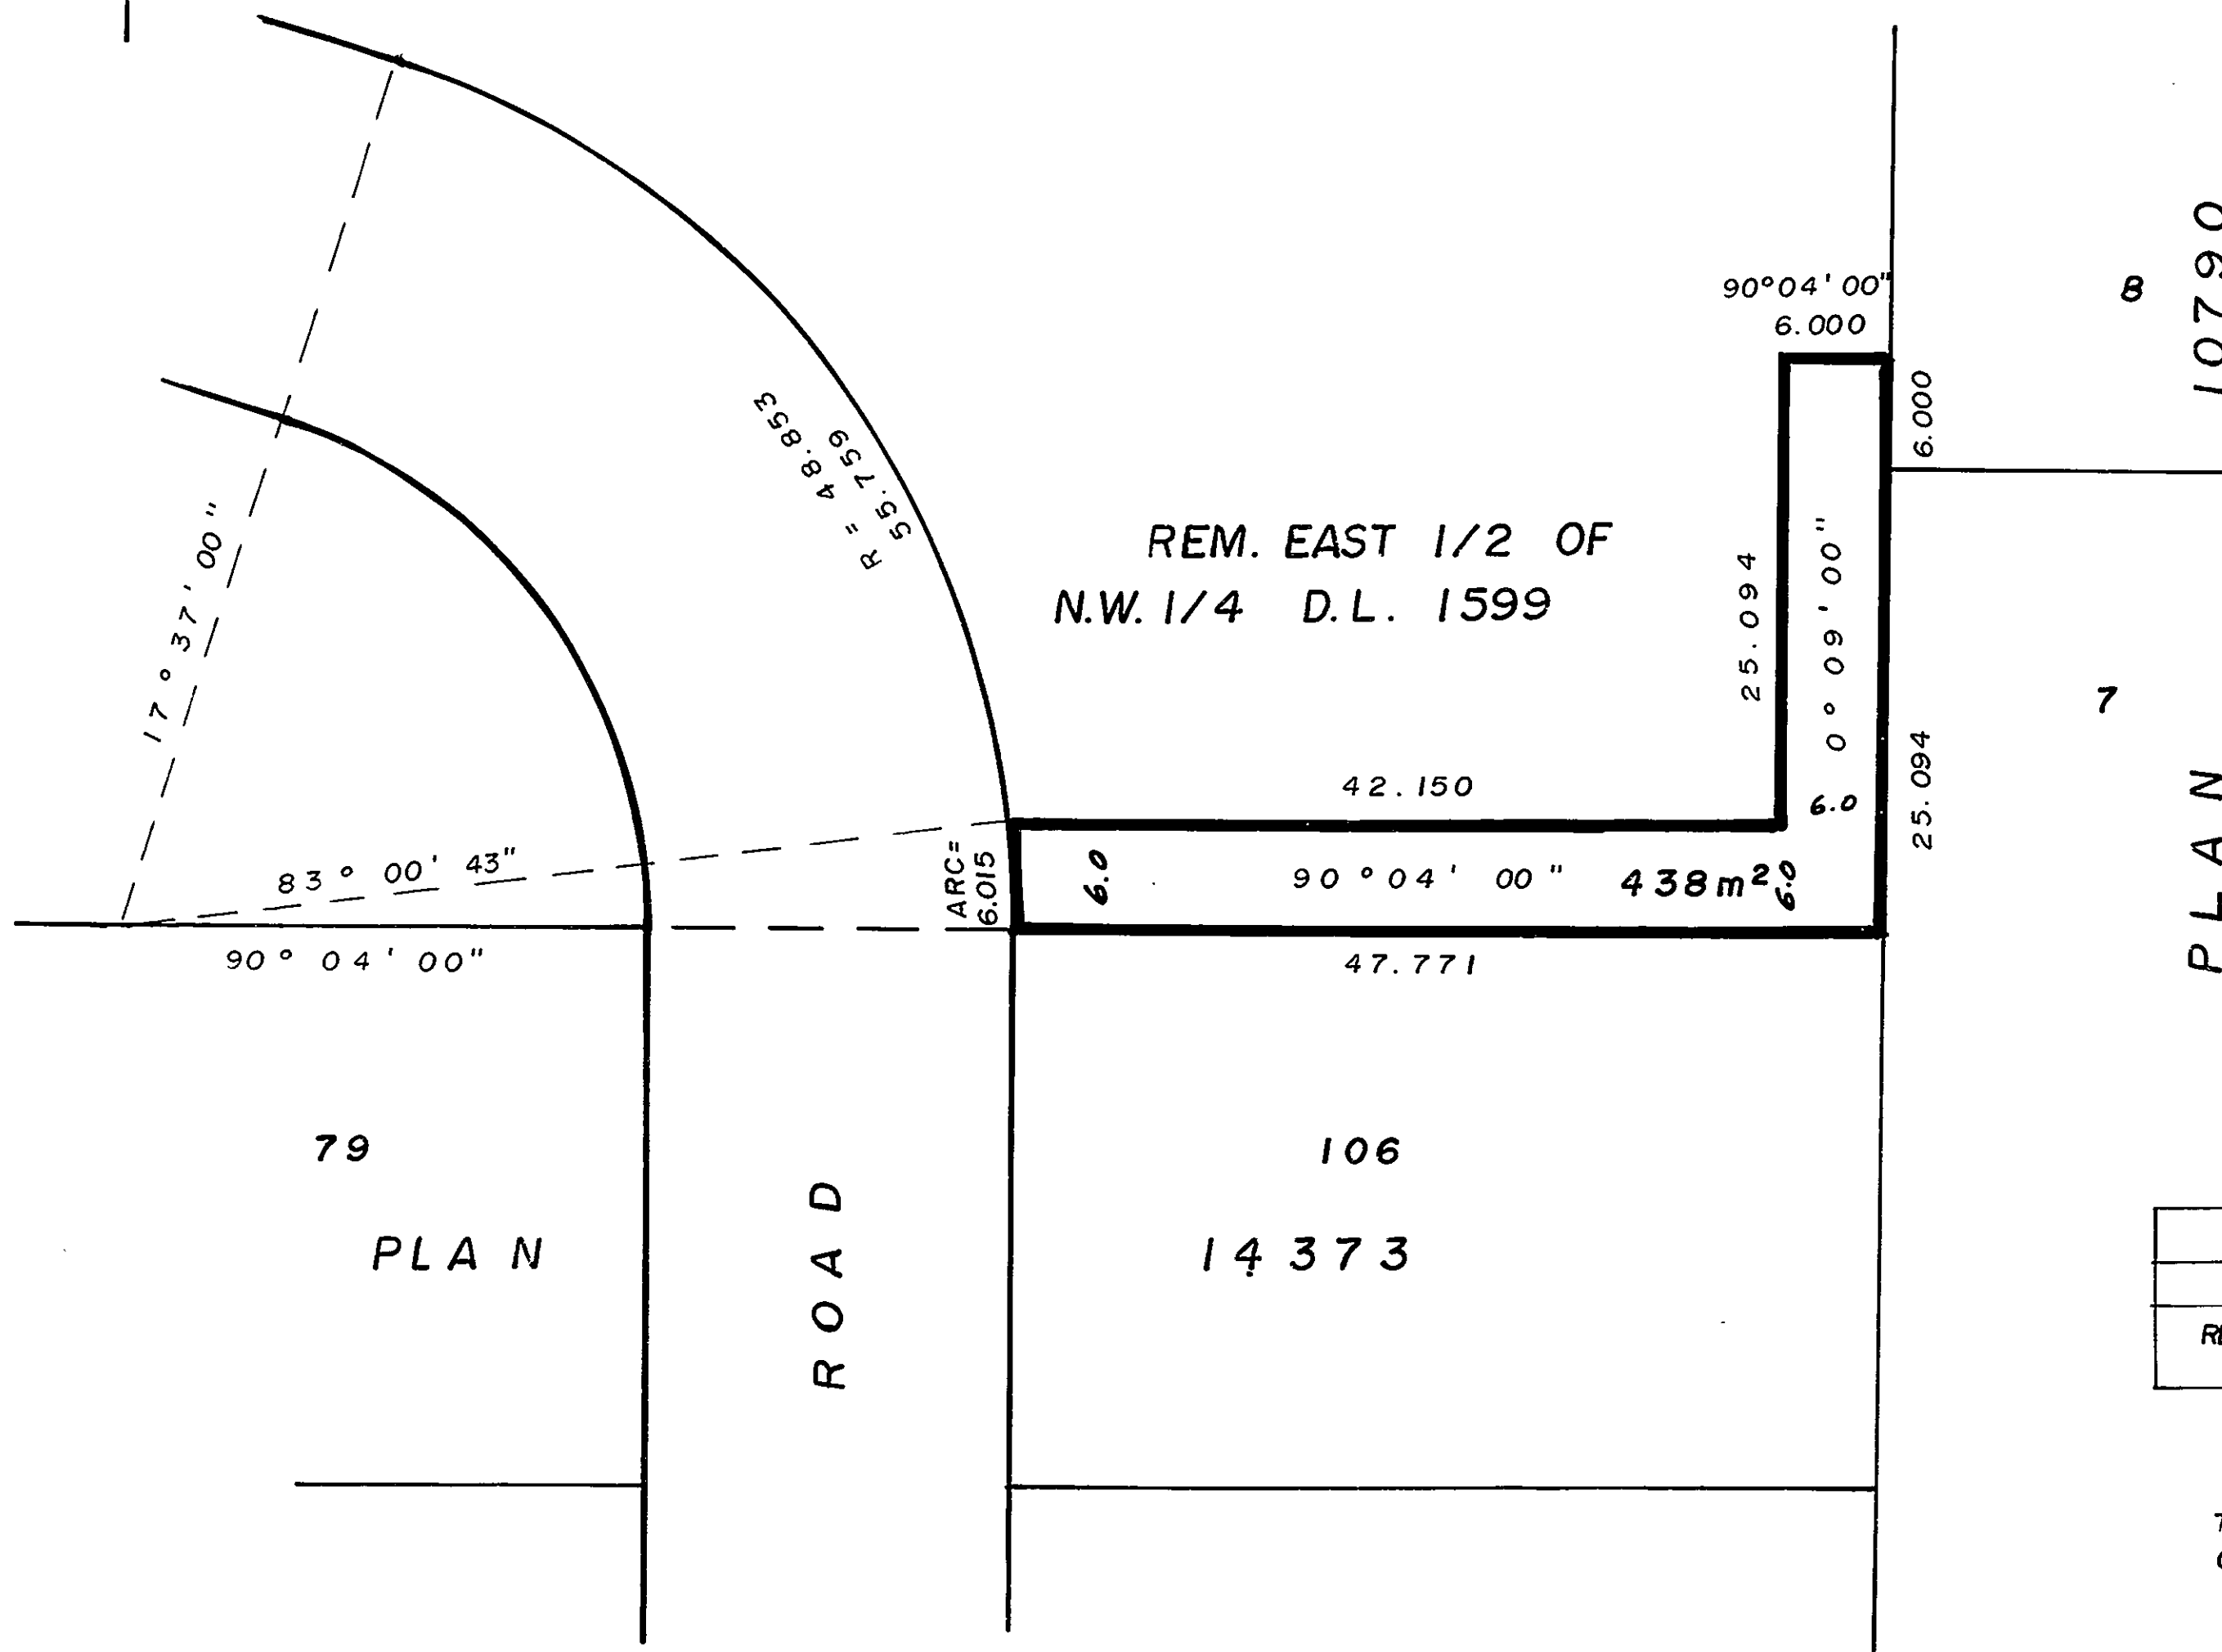 90°04'00"
6.000
8
10790
6.000
R = 48.853
55.759
17° 37' 00"
REM. EAST 1/2 OF
N.W. 1/4 D.L. 1599
25.094
0° 09' 00"
7
PLAN
25.094
42.150
6.0
83° 00' 43"
ARC=
6.015
6.0
90° 04' 00"
438m²
6.0
90° 04' 00"
47.771
79
106
PLAN
14373
ROAD